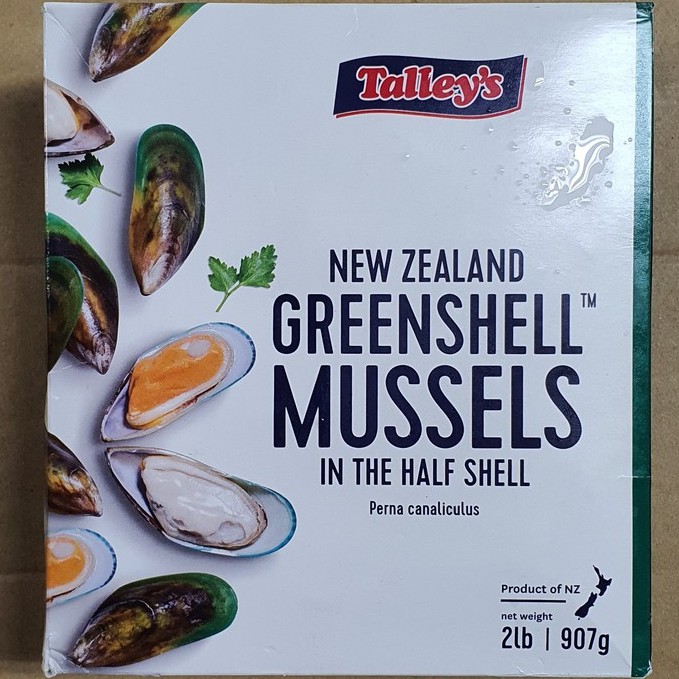 Talley's
NEW ZEALAND
GREENSHELL™
MUSSELS
IN THE HALF SHELL
Perna canaliculus
Product of NZ
net weight
2lb | 907g